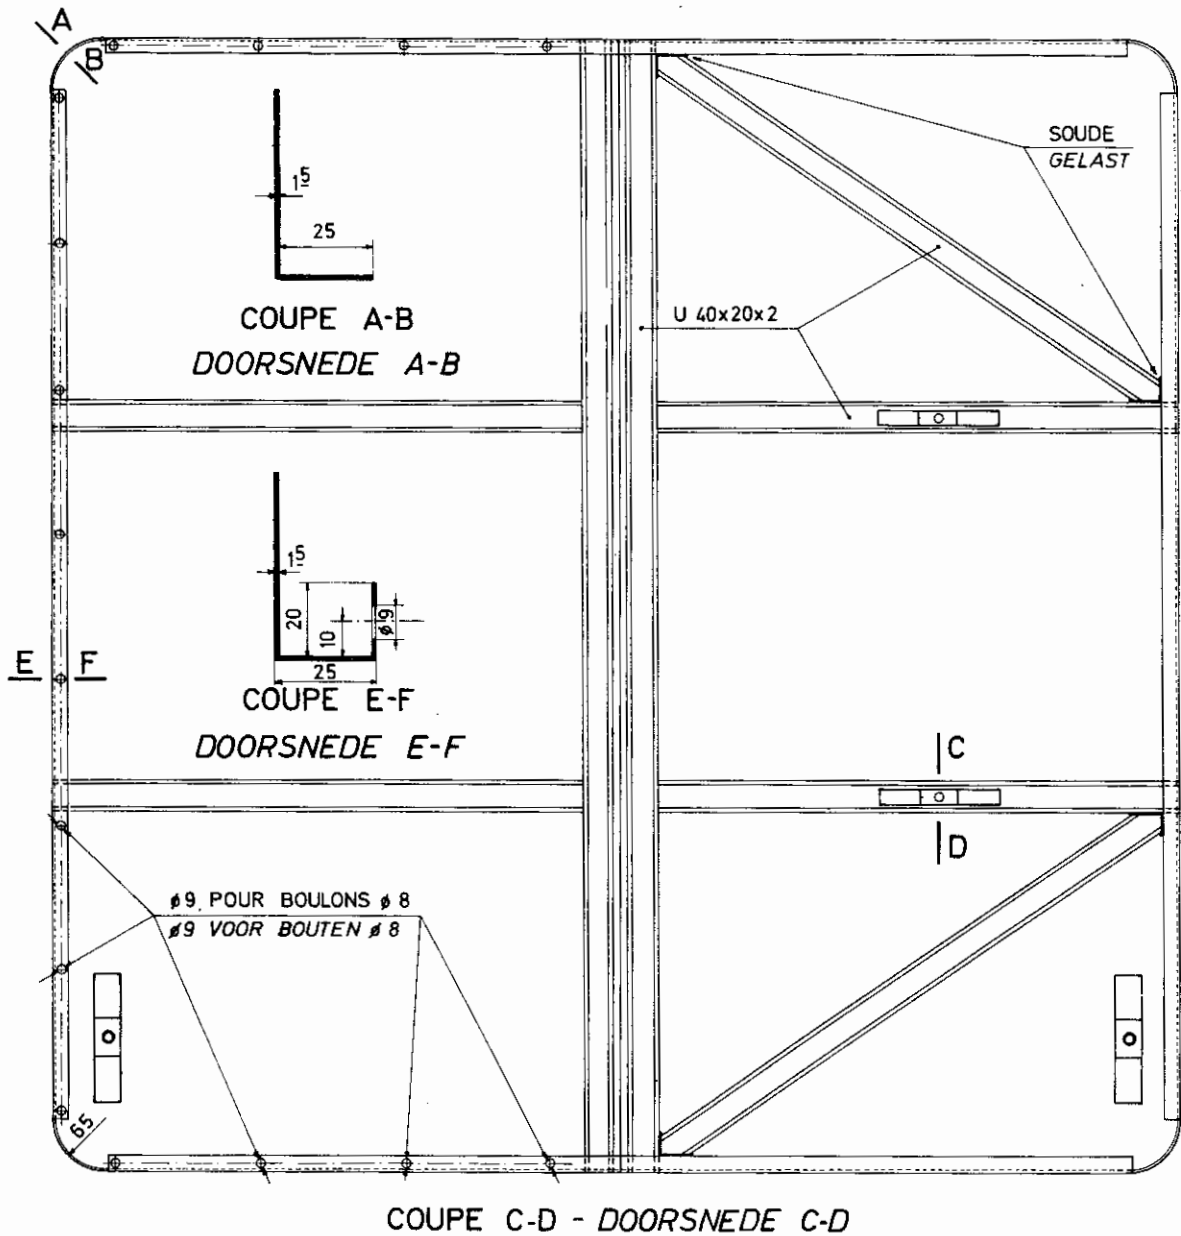 A
B
SOUDE
GELAST
1⁵
25
COUPE A-B
DOORSNEDE A-B
U 40x20x2
1⁵
20
10
ø 9
25
E F
COUPE E-F
DOORSNEDE E-F
C
D
ø9 POUR BOULONS ø 8
ø9 VOOR BOUTEN ø 8
65
COUPE C-D - DOORSNEDE C-D